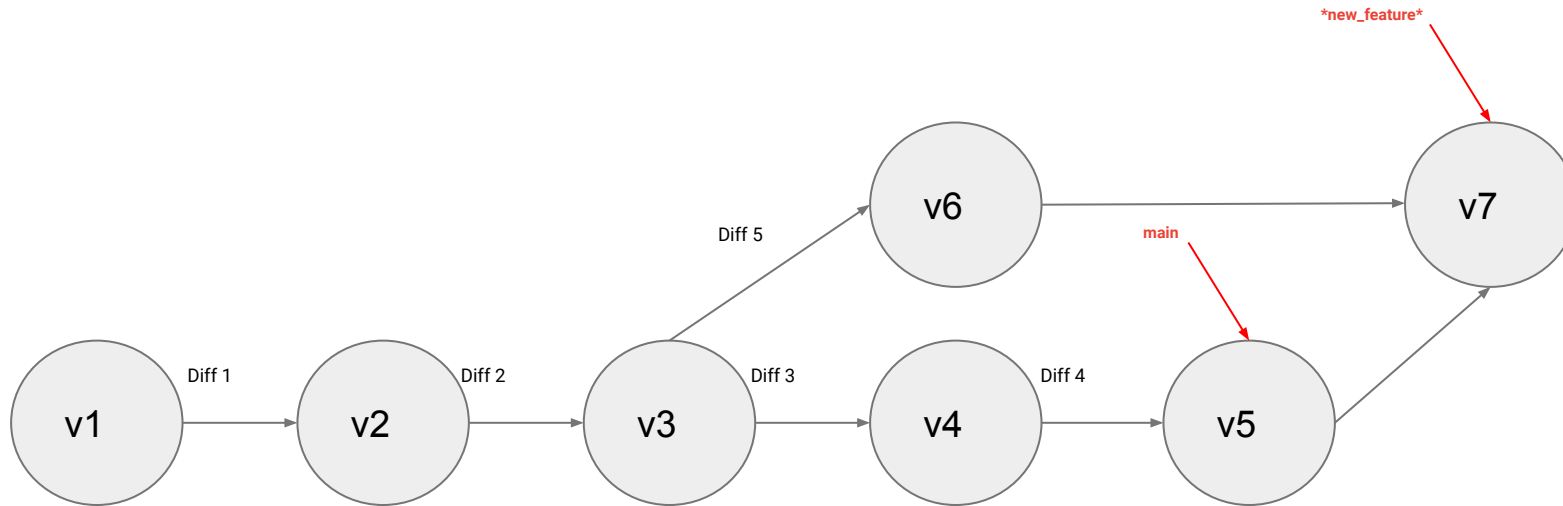 *new_feature*
v6
v7
Diff 5
main
Diff 1
Diff 2
Diff 3
Diff 4
v1
v2
v3
v4
v5